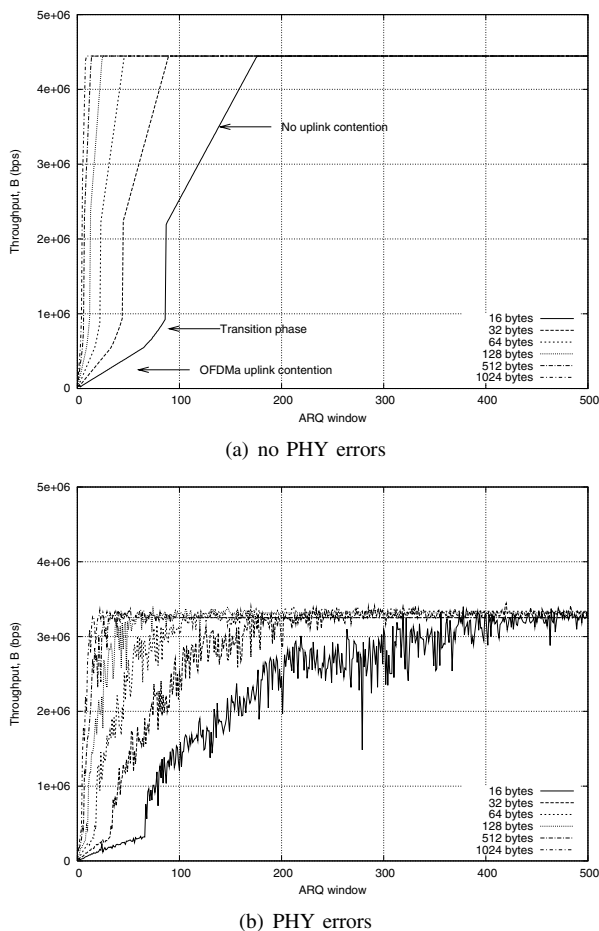 5e+06
4e+06
3e+06
2e+06
1e+06
0
Throughput, B (bps)
No uplink contention
Transition phase
OFDMa uplink contention
16 bytes
32 bytes
64 bytes
128 bytes
512 bytes
1024 bytes
0 100 200 300 400 500
ARQ window
(a) no PHY errors
5e+06
4e+06
3e+06
2e+06
1e+06
0
Throughput, B (bps)
16 bytes
32 bytes
64 bytes
128 bytes
512 bytes
1024 bytes
0 100 200 300 400 500
ARQ window
(b) PHY errors